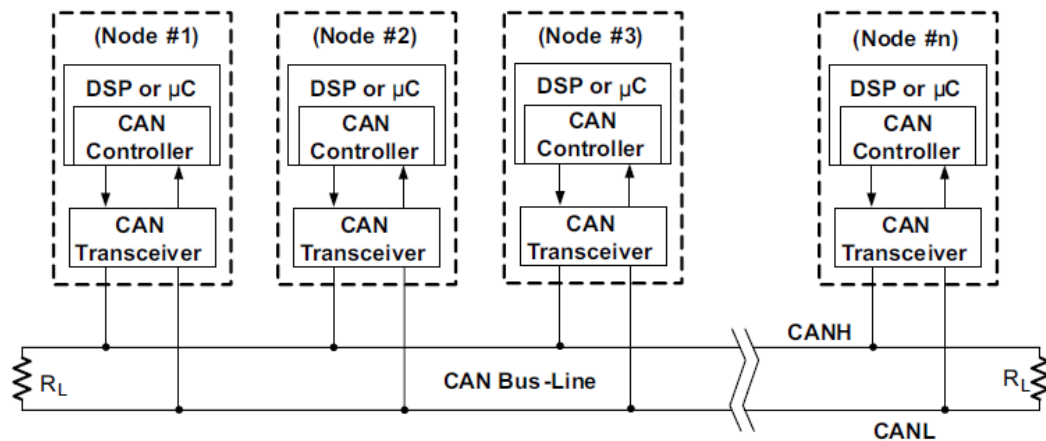 (Node #1)
(Node #2)
(Node #3)
(Node #n)
DSP or µC
DSP or µC
DSP or µC
DSP or µC
CAN
Controller
CAN
Controller
CAN
Controller
CAN
Controller
CAN
Transceiver
CAN
Transceiver
CAN
Transceiver
CAN
Transceiver
CANH
RL
CAN Bus-Line
RL
CANL